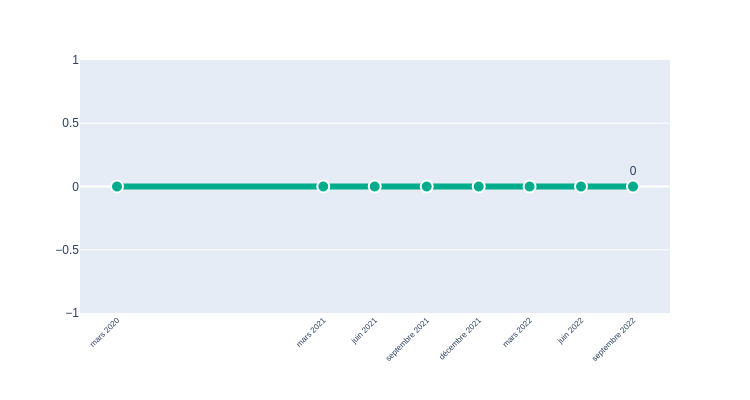 1
0.5
0
0
−0.5
−1
mars 2020
mars 2021
juin 2021
septembre 2021
décembre 2021
mars 2022
juin 2022
septembre 2022